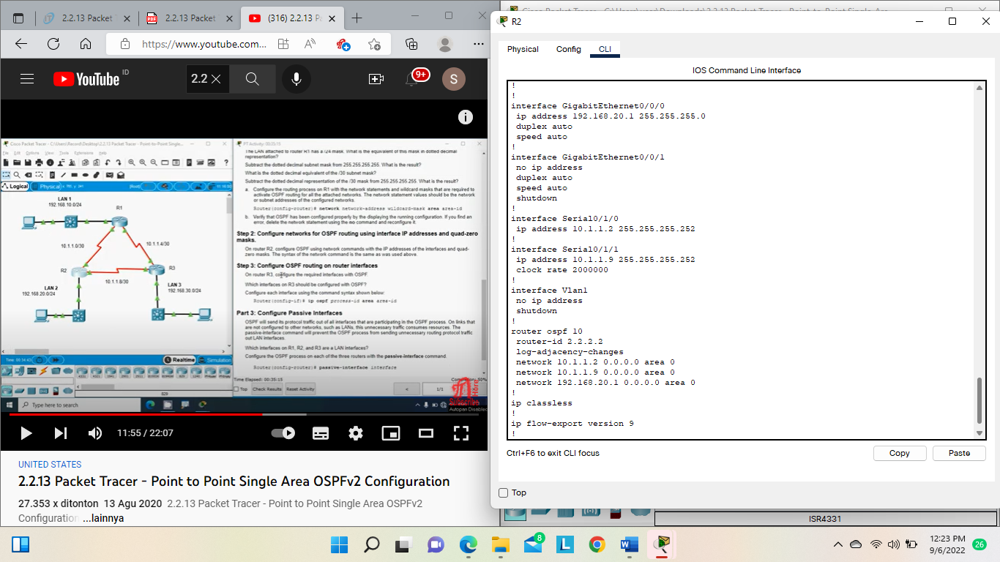 2.2.13 Packet
2.2.13 Packet
(316) 2.2.13 P
https://www.youtube.com...
YouTube ID
2.2
9+
S
Cisco Packet Tracer - C:\Users\Record\Desktop\2.2.13 Packet Tracer - Point-to-Point Single...
File Edit Options View Tools Extensions Help
Logical
Physical
[Root]
LAN 1
192.168.10.0/24
R1
10.1.1.0/30
10.1.1.4/30
R2
R3
10.1.1.8/30
LAN 2
192.168.20.0/24
LAN 3
192.168.30.0/24
Time: 00:34:43
Realtime
Simulation
829
PT Activity: 00:35:15
The LAN attached to router R1 has a /24 mask. What is the equivalent of this mask in dotted decimal
representation?
Subtract the dotted decimal subnet mask from 255.255.255.255. What is the result?
What is the dotted decimal equivalent of the /30 subnet mask?
Subtract the dotted decimal representation of the /30 mask from 255.255.255.255. What is the result?
a. Configure the routing process on R1 with the network statements and wildcard masks that are required to
activate OSPF routing for all the attached networks. The network statement values should be the network
or subnet addresses of the configured networks.
Router(config-router)# network network-address wildcard-mask area area-id
b. Verify that OSPF has been configured properly by the displaying the running configuration. If you find an
error, delete the network statement using the no command and reconfigure it.
Step 2: Configure networks for OSPF routing using interface IP addresses and quad-zero
masks.
On router R2, configure OSPF using network commands with the IP addresses of the interfaces and quad-
zero masks. The syntax of the network command is the same as was used above.
Step 3: Configure OSPF routing on router interfaces
On router R3, configure the required interfaces with OSPF.
Which interfaces on R3 should be configured with OSPF?
Configure each interface using the command syntax shown below:
Router(config-if)# ip ospf process-id area area-id
Part 3: Configure Passive Interfaces
OSPF will send its protocol traffic out of all interfaces that are participating in the OSPF process. On links that
are not configured to other networks, such as LANs, this unnecessary traffic consumes resources. The
passive-interface command will prevent the OSPF process from sending unnecessary routing protocol traffic
out LAN interfaces.
Which interfaces on R1, R2, and R3 are a LAN interfaces?
Configure the OSPF process on each of the three routers with the passive-interface command.
Router(config-router)# passive-interface interface
Time Elapsed: 00:35:15
Top
Check Results
Reset Activity
<
1/1
Type here to search
Subscribe Here
Autopan Disabled
11:55 / 22:07
UNITED STATES
2.2.13 Packet Tracer - Point to Point Single Area OSPFv2 Configuration
27.353 x ditonton 13 Agu 2020 2.2.13 Packet Tracer - Point to Point Single Area OSPFv2
Configuration ...lainnya
R2
Physical Config CLI
IOS Command Line Interface
!
!
interface GigabitEthernet0/0/0
ip address 192.168.20.1 255.255.255.0
duplex auto
speed auto
!
interface GigabitEthernet0/0/1
no ip address
duplex auto
speed auto
shutdown
!
interface Serial0/1/0
ip address 10.1.1.2 255.255.255.252
!
interface Serial0/1/1
ip address 10.1.1.9 255.255.255.252
clock rate 2000000
!
interface Vlan1
no ip address
shutdown
!
router ospf 10
router-id 2.2.2.2
log-adjacency-changes
network 10.1.1.2 0.0.0.0 area 0
network 10.1.1.9 0.0.0.0 area 0
network 192.168.20.1 0.0.0.0 area 0
!
ip classless
!
ip flow-export version 9
!
Ctrl+F6 to exit CLI focus
Copy
Paste
Top
ISR4331
8
L
12:23 PM
9/6/2022
26